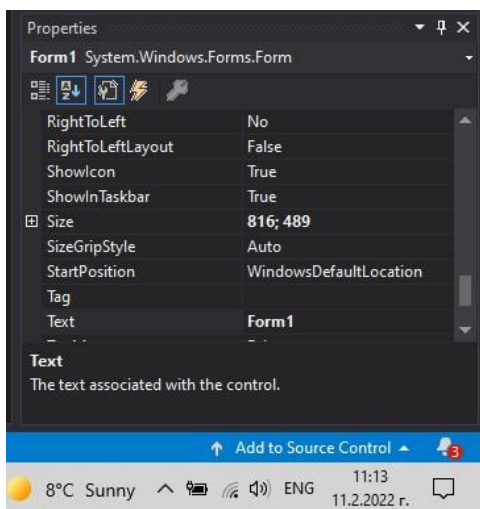 Properties
Form1 System.Windows.Forms.Form
RightToLeft No
RightToLeftLayout False
ShowIcon True
ShowInTaskbar True
Size 816; 489
SizeGripStyle Auto
StartPosition WindowsDefaultLocation
Tag
Text Form1
Text
The text associated with the control.
Add to Source Control
3
8°C Sunny ENG 11:13
11.2.2022 г.